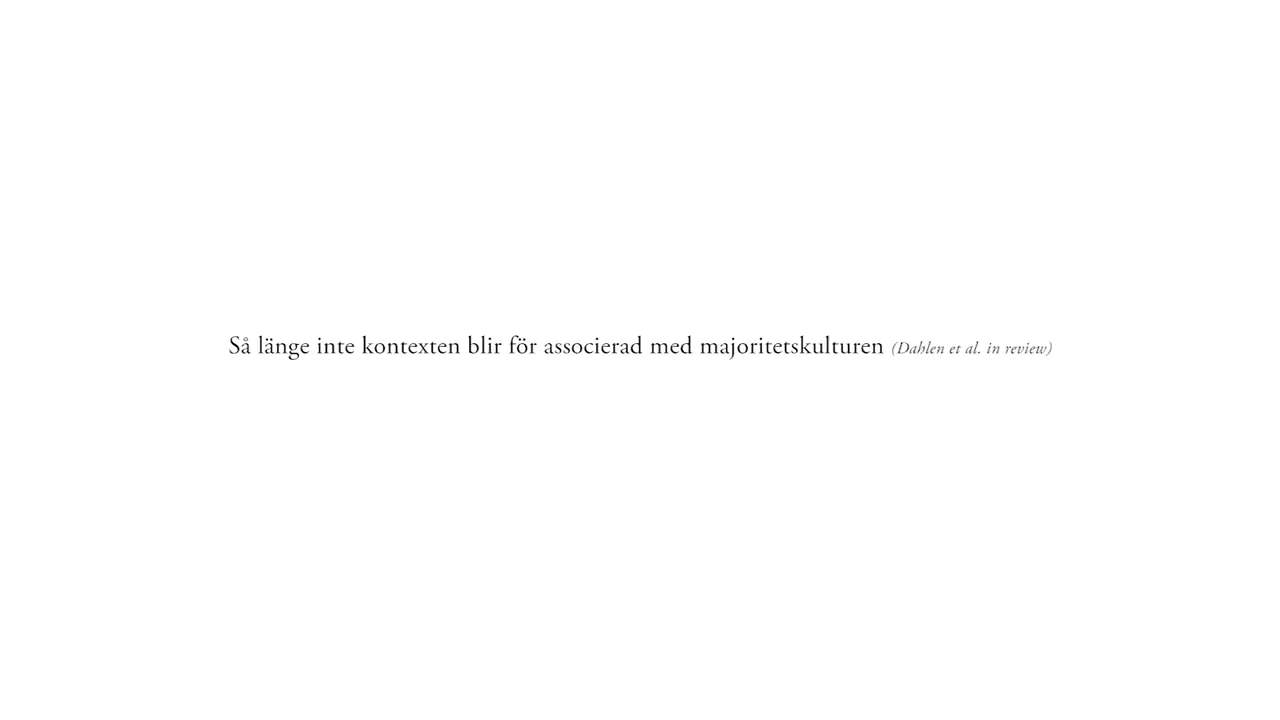 Så länge inte kontexten blir för associerad med majoritetskulturen (Dahlen et al. in review)